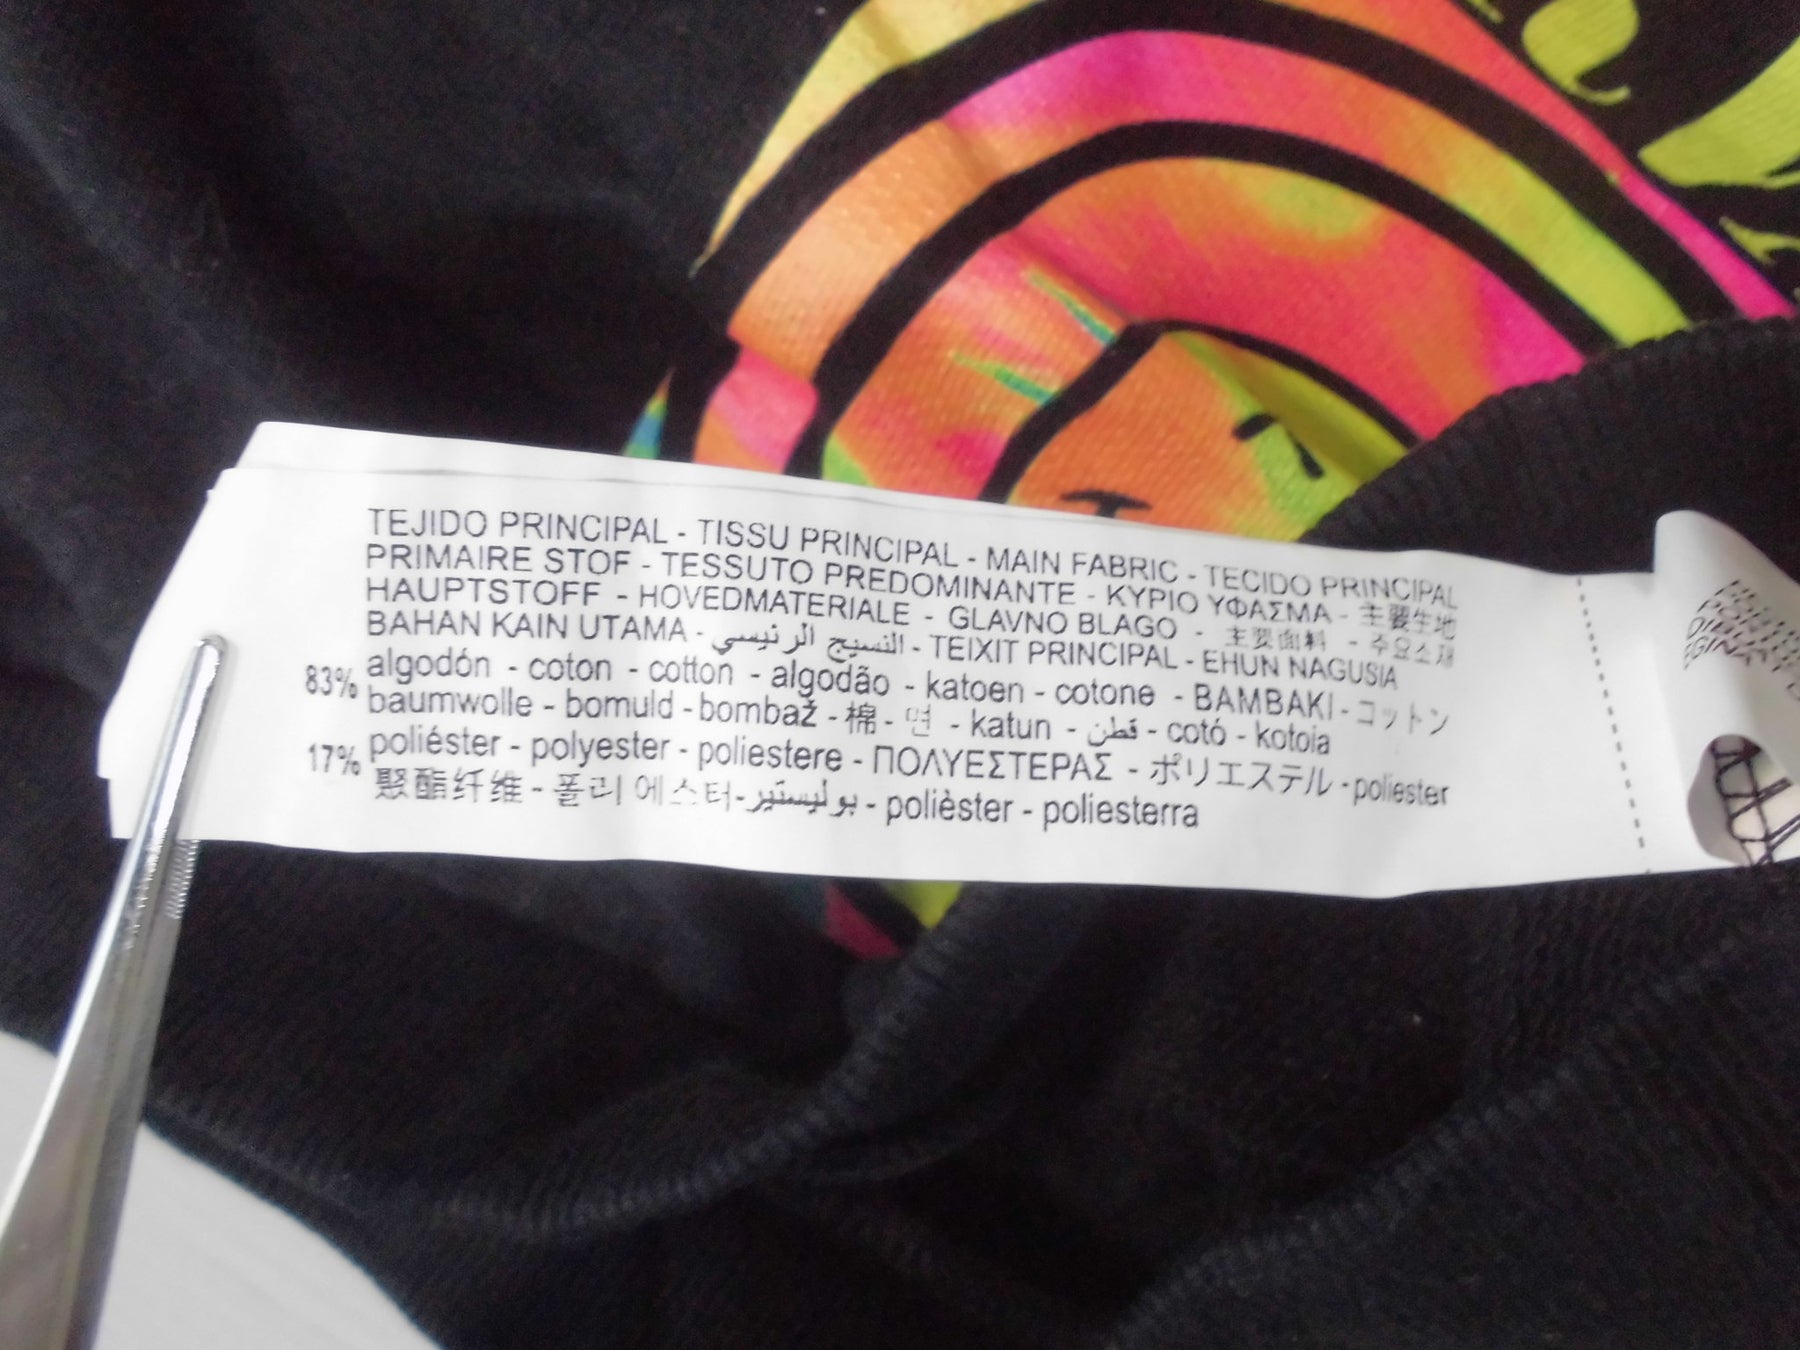 TEJIDO PRINCIPAL - TISSU PRINCIPAL - MAIN FABRIC - TECIDO PRINCIPAL
PRIMAIRE STOF - TESSUTO PREDOMINANTE - ΚΥΡΙΟ ΥΦΑΣΜΑ - 主要生地
HAUPTSTOFF - HOVEDMATERIALE - GLAVNO BLAGO - 主要面料 - 주요소재
BAHAN KAIN UTAMA - النسيج الرئيسي - TEIXIT PRINCIPAL - EHUN NAGUSIA
83% algodón - coton - cotton - algodão - katoen - cotone - BAMBAKI - コットン
baumwolle - bomuld - bombaž - 棉 - 면 - katun - قطن - cotó - kotoia
17% poliéster - polyester - poliestere - ΠΟΛΥΕΣΤΕΡΑΣ - ポリエステル - poliester
聚酯纤维 - 폴리 에스터 - بوليستير - polièster - poliesterra